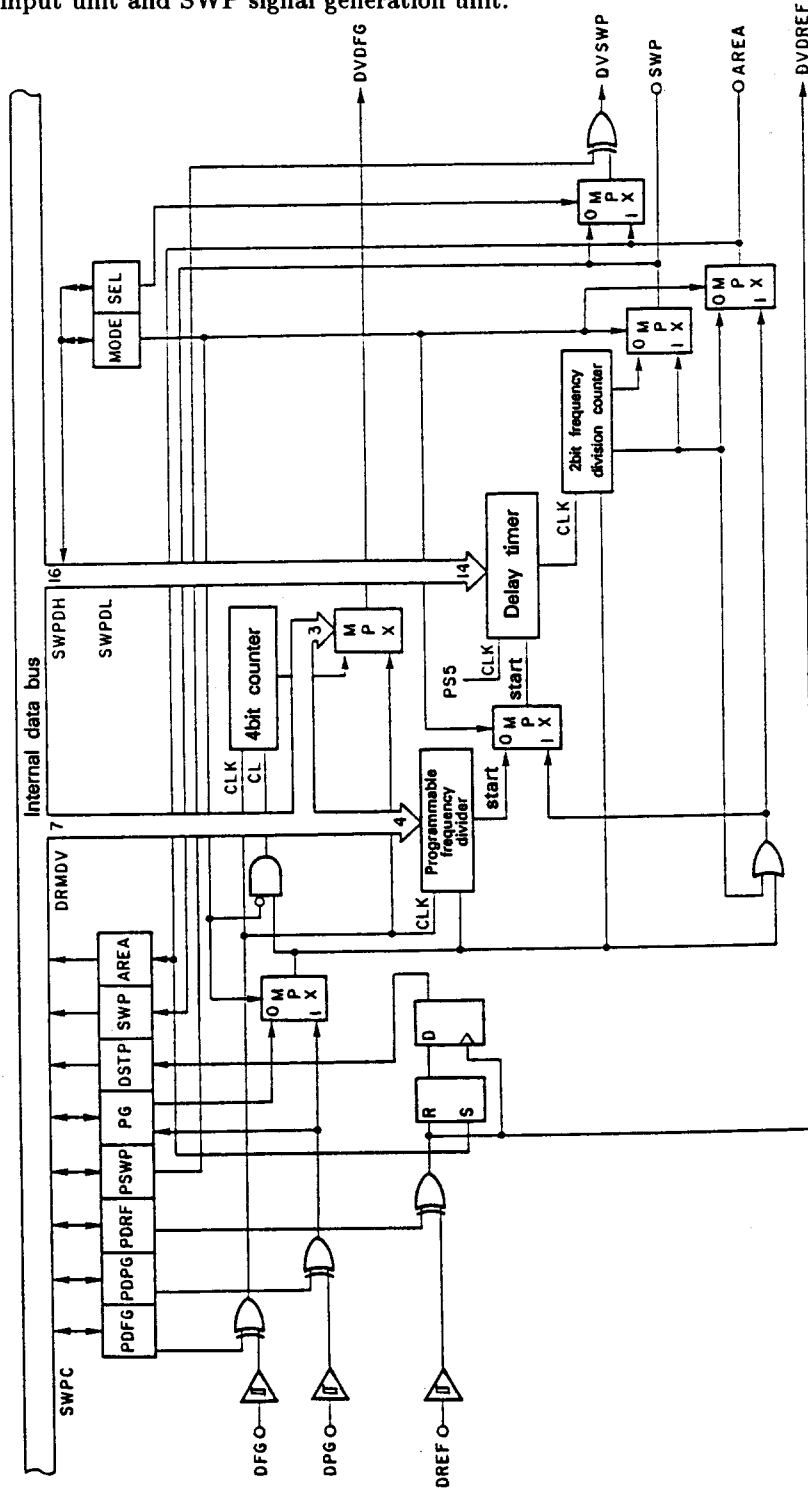 input unit and SWP signal generation unit.
Internal data bus
SWPC
PDFG
PDPG
PDRF
PSWP
PG
DSTP
SWP
AREA
DRMDV
7
SWPDH
16
SWPDL
MODE
SEL
DFG
DPG
DREF
0 M
P
1 X
R
S
D
CLK
CL
4bit counter
3
M
P
X
4
CLK
Programmable
frequency
divider
start
0 M
P
1 X
PS5
CLK
start
14
Delay timer
CLK
2bit frequency
division counter
0 M
P
1 X
0 M
P
1 X
0 M
P
1 X
DVDFG
DVSWP
SWP
AREA
DVDREF